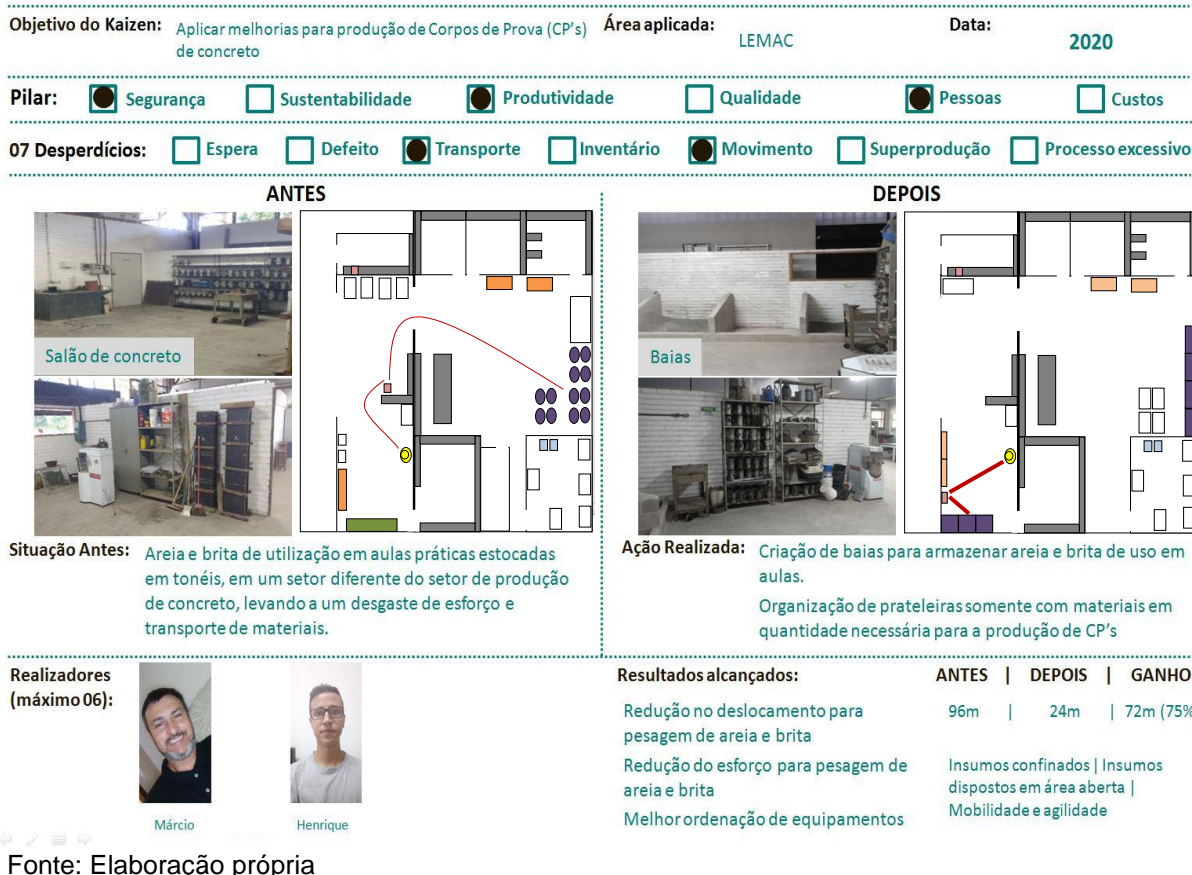 Objetivo do Kaizen: Aplicar melhorias para produção de Corpos de Prova (CP's) de concreto
Área aplicada: LEMAC
Data: 2020
Pilar: Segurança Sustentabilidade Produtividade Qualidade Pessoas Custos
07 Desperdícios: Espera Defeito Transporte Inventário Movimento Superprodução Processo excessivo
ANTES
Salão de concreto
DEPOIS
Baias
Situação Antes: Areia e brita de utilização em aulas práticas estocadas
em tonéis, em um setor diferente do setor de produção
de concreto, levando a um desgaste de esforço e
transporte de materiais.
Ação Realizada: Criação de baias para armazenar areia e brita de uso em
aulas.
Organização de prateleiras somente com materiais em
quantidade necessária para a produção de CP's
Realizadores
(máximo 06):
Márcio
Henrique
Resultados alcançados: ANTES | DEPOIS | GANHO
Redução no deslocamento para
pesagem de areia e brita
96m | 24m | 72m (75%
Redução do esforço para pesagem de
areia e brita
Insumos confinados | Insumos
dispostos em área aberta |
Mobilidade e agilidade
Melhor ordenação de equipamentos
Fonte: Elaboração própria